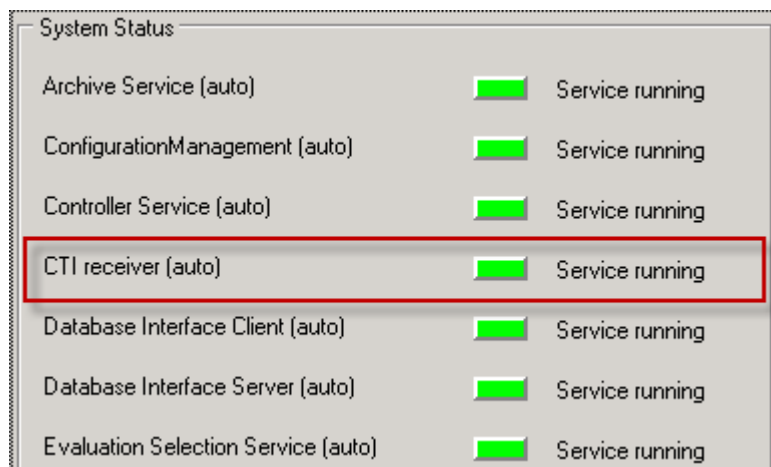 System Status
Archive Service (auto) Service running
ConfigurationManagement (auto) Service running
Controller Service (auto) Service running
CTI receiver (auto) Service running
Database Interface Client (auto) Service running
Database Interface Server (auto) Service running
Evaluation Selection Service (auto) Service running